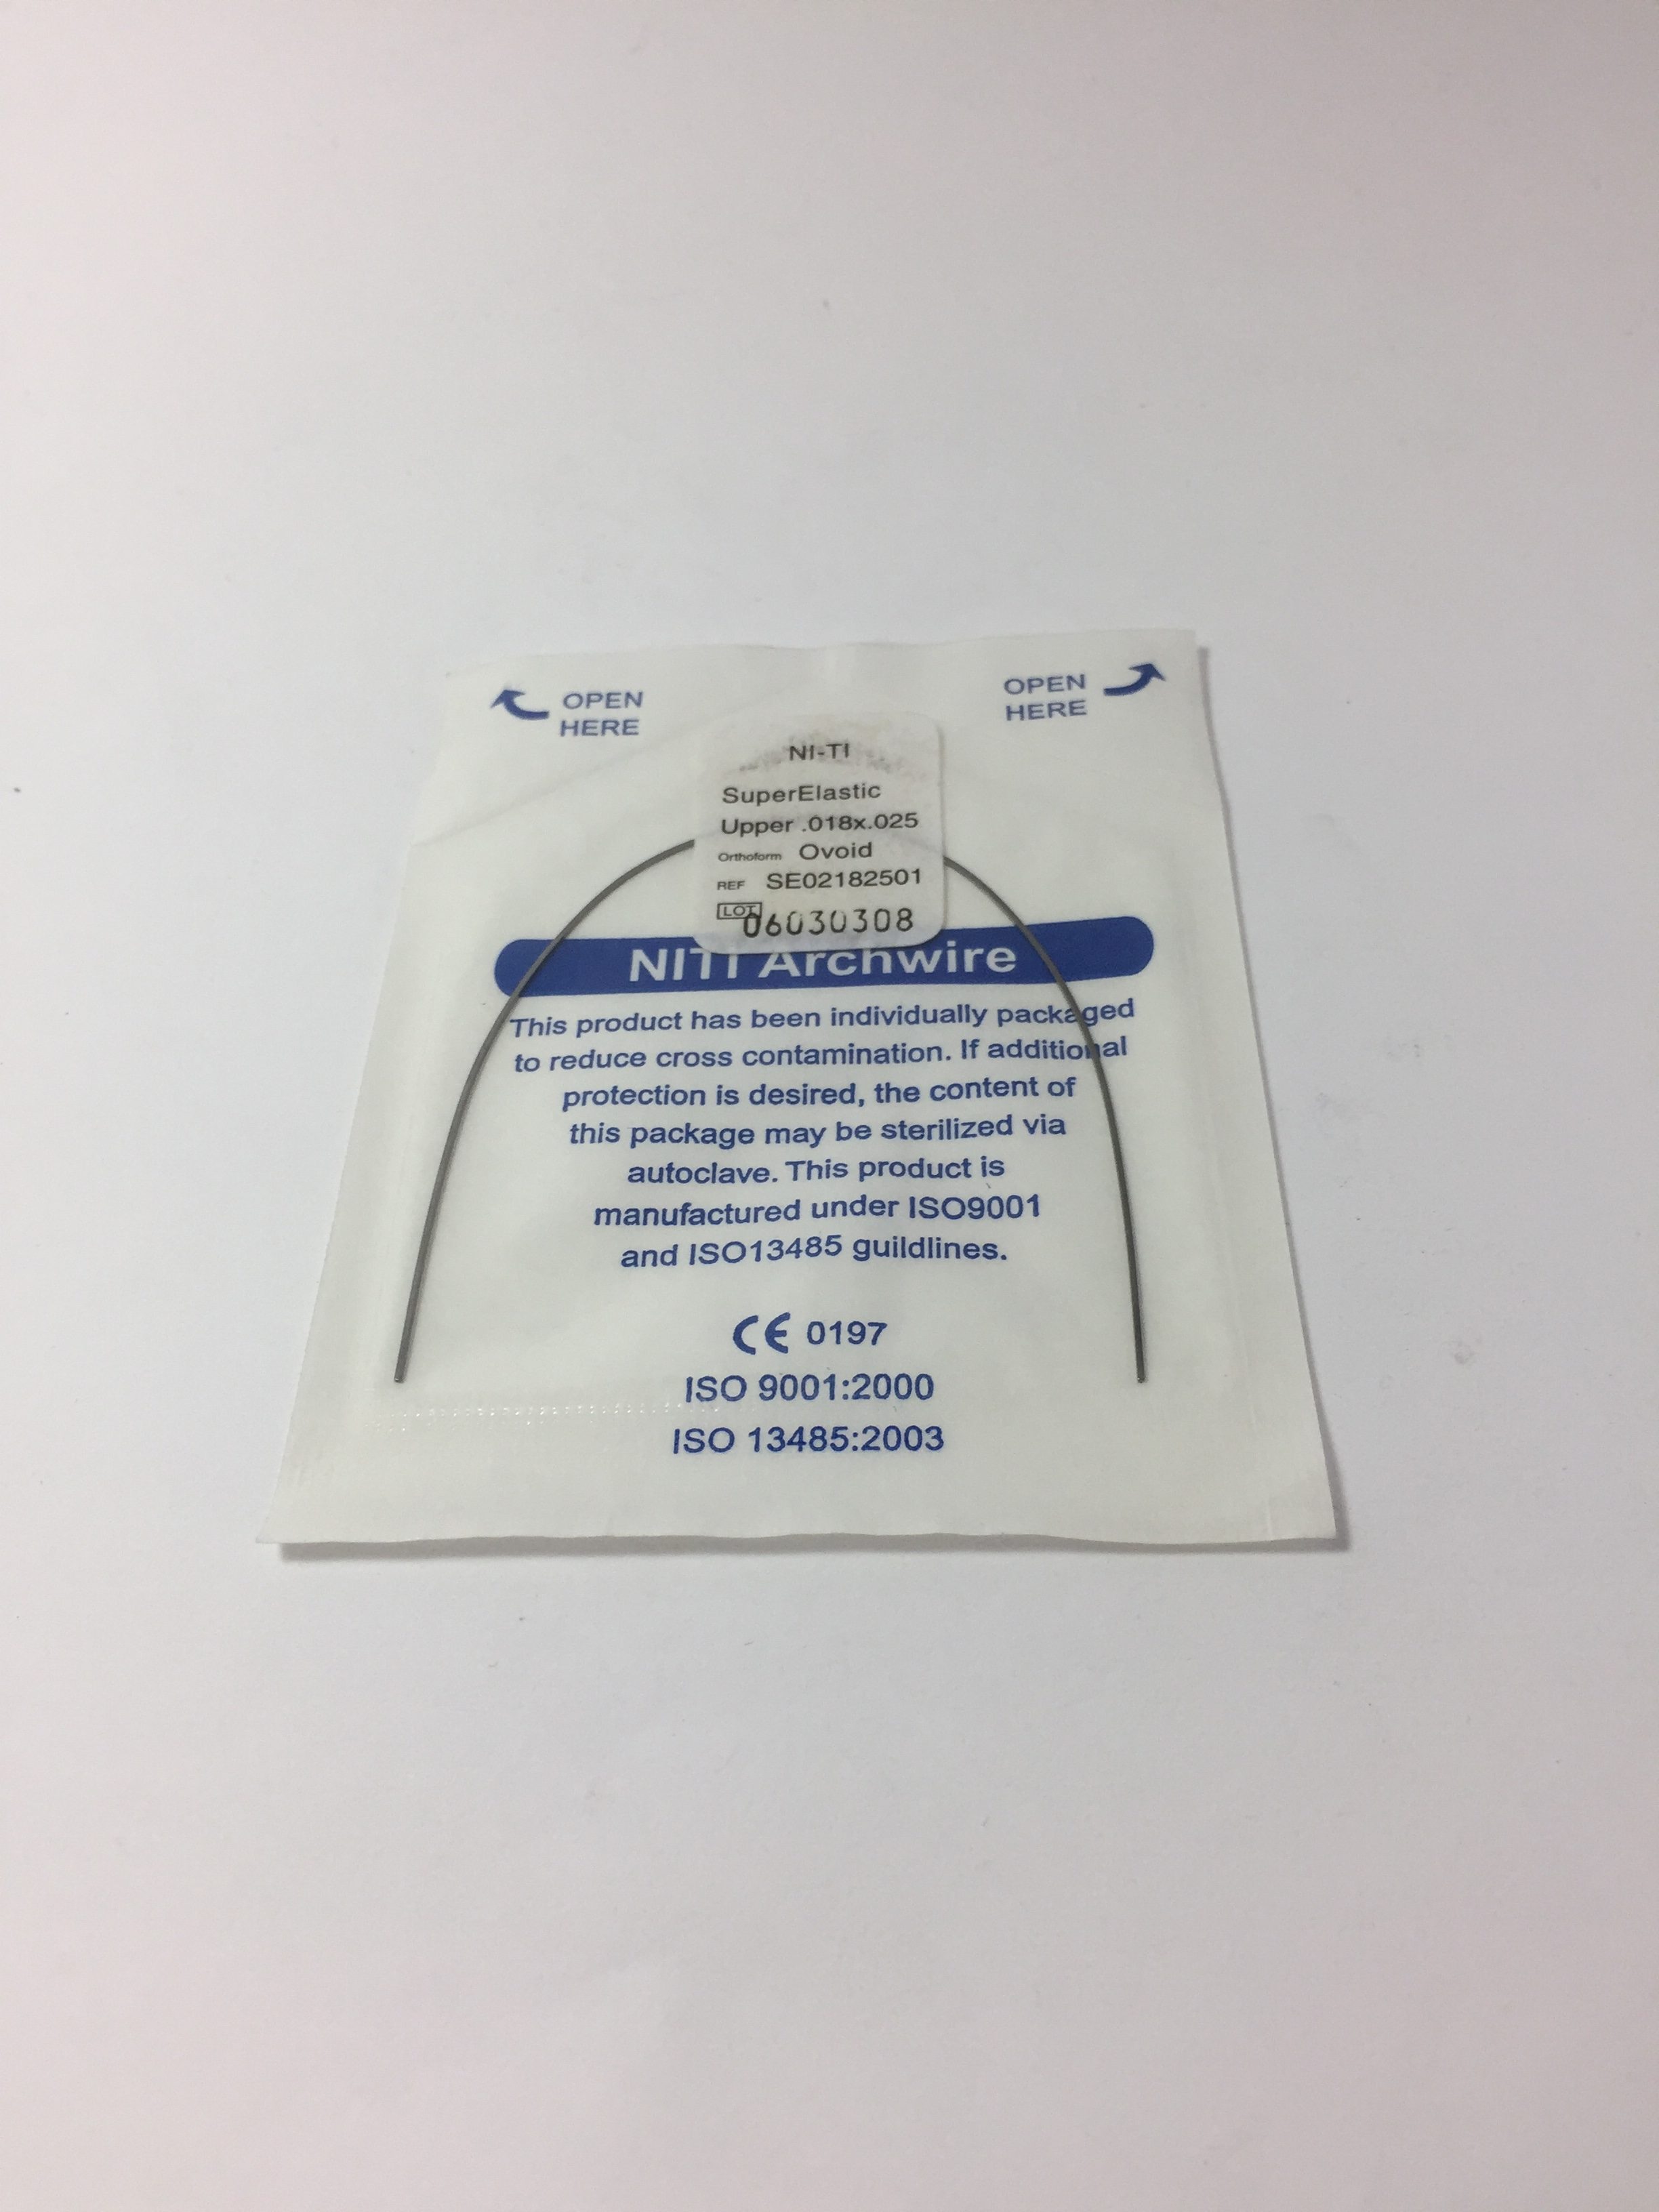 OPEN
HERE
OPEN
HERE
NI-TI
SuperElastic
Upper .018x.025
Orthoform Ovoid
REF SE02182501
LOT 06030308
NITI Archwire
This product has been individually packaged
to reduce cross contamination. If additional
protection is desired, the content of
this package may be sterilized via
autoclave. This product is
manufactured under ISO9001
and ISO13485 guildlines.
CE 0197
ISO 9001:2000
ISO 13485:2003